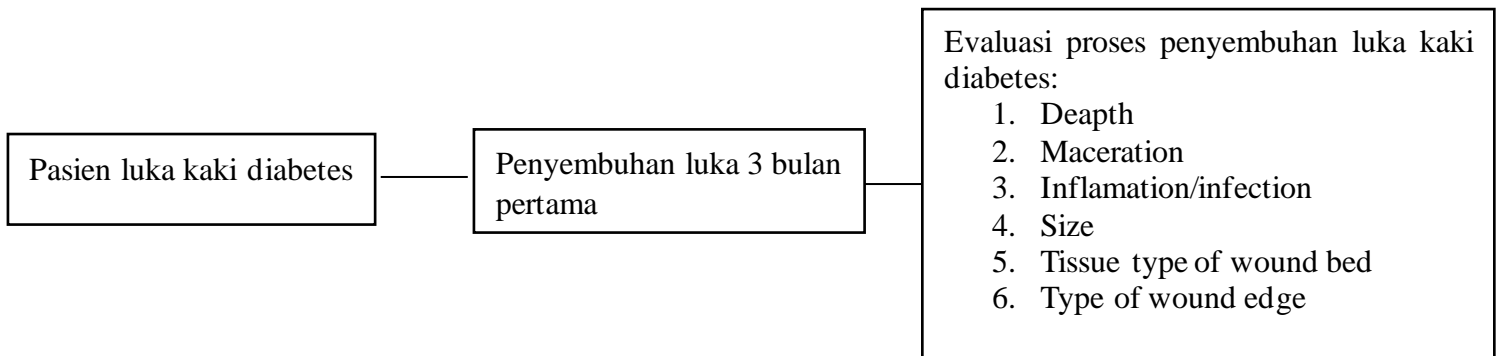 Pasien luka kaki diabetes
Penyembuhan luka 3 bulan
pertama
Evaluasi proses penyembuhan luka kaki
diabetes:
1. Deapth
2. Maceration
3. Inflamation/infection
4. Size
5. Tissue type of wound bed
6. Type of wound edge